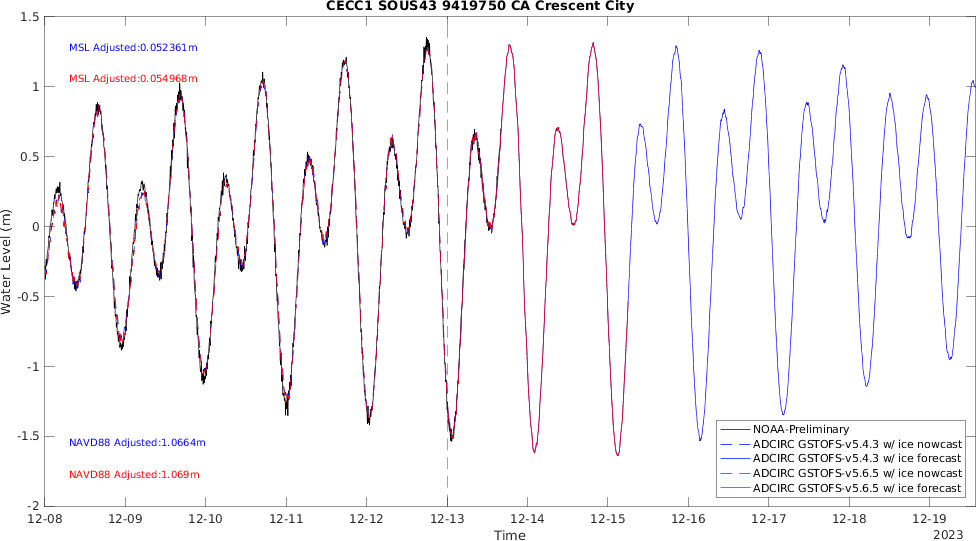 CECC1 SOUS43 9419750 CA Crescent City
1.5
1
0.5
0
-0.5
-1
-1.5
-2
Water Level (m)
MSL Adjusted:0.052361m
MSL Adjusted:0.054968m
NAVD88 Adjusted:1.0664m
NAVD88 Adjusted:1.069m
NOAA-Preliminary
ADCIRC GSTOFS-v5.4.3 w/ ice nowcast
ADCIRC GSTOFS-v5.4.3 w/ ice forecast
ADCIRC GSTOFS-v5.6.5 w/ ice nowcast
ADCIRC GSTOFS-v5.6.5 w/ ice forecast
12-08 12-09 12-10 12-11 12-12 12-13 12-14 12-15 12-16 12-17 12-18 12-19
Time
2023